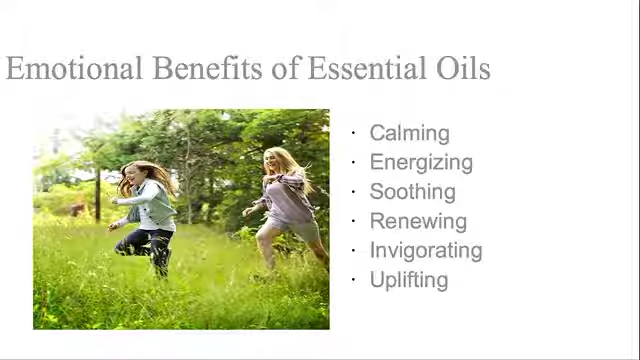 Emotional Benefits of Essential Oils
· Calming
· Energizing
· Soothing
· Renewing
· Invigorating
· Uplifting